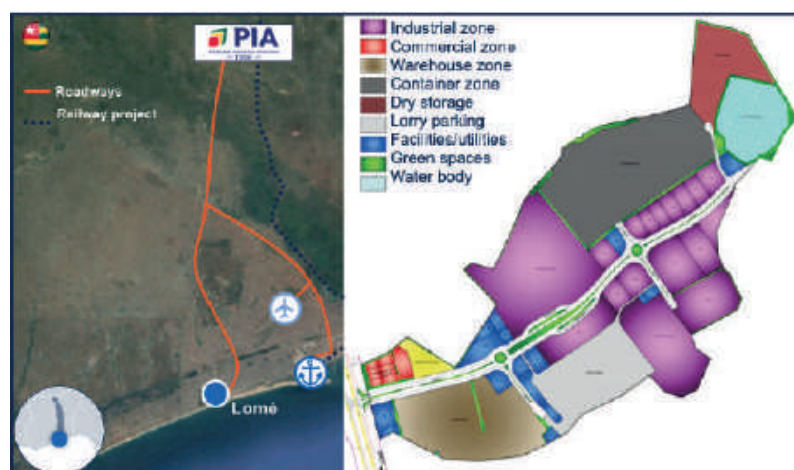 PIA
Roadways
Railway project
Lomé
Industrial zone
Commercial zone
Warehouse zone
Container zone
Dry storage
Lorry parking
Facilities/utilities
Green spaces
Water body